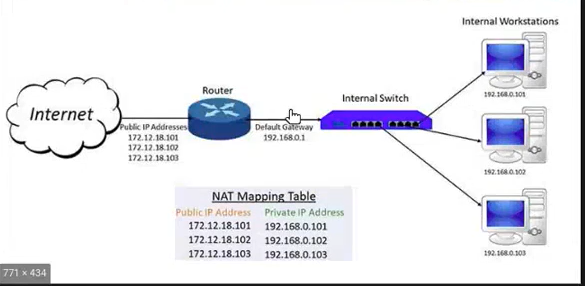 Internal Workstations
192.168.0.101
Router
Internal Switch
Internet
Public IP Addresses
172.12.18.101
172.12.18.102
172.12.18.103
Default Gateway
192.168.0.1
192.168.0.102
NAT Mapping Table
Public IP Address Private IP Address
172.12.18.101 192.168.0.101
172.12.18.102 192.168.0.102
172.12.18.103 192.168.0.103
192.168.0.103
771 × 434